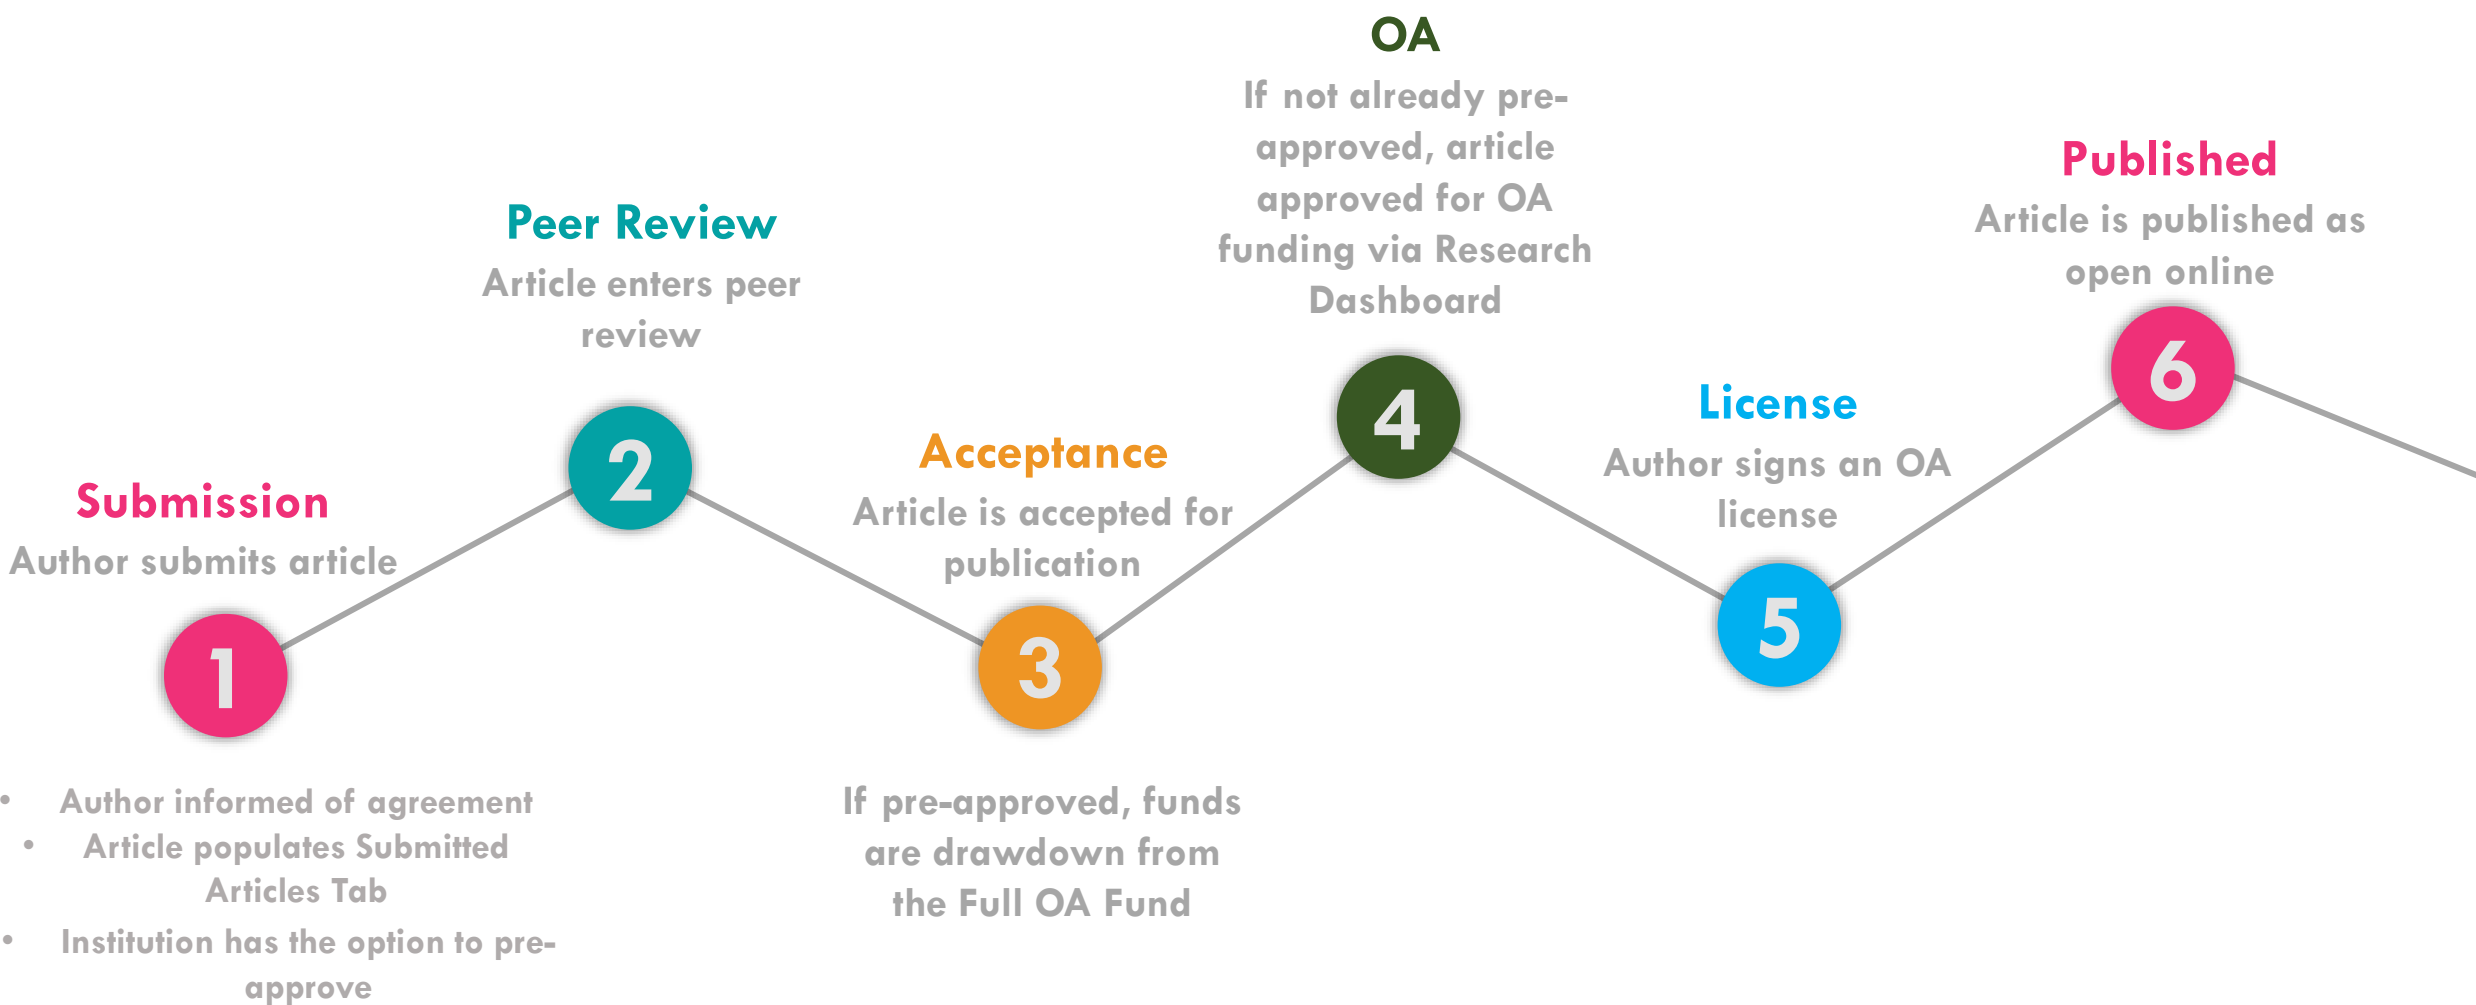 Submission
Author submits article
1
• Author informed of agreement
• Article populates Submitted
Articles Tab
• Institution has the option to pre-
approve
Peer Review
Article enters peer
review
2
Acceptance
Article is accepted for
publication
3
If pre-approved, funds
are drawdown from
the Full OA Fund
OA
If not already pre-
approved, article
approved for OA
funding via Research
Dashboard
4
License
Author signs an OA
license
5
Published
Article is published as
open online
6